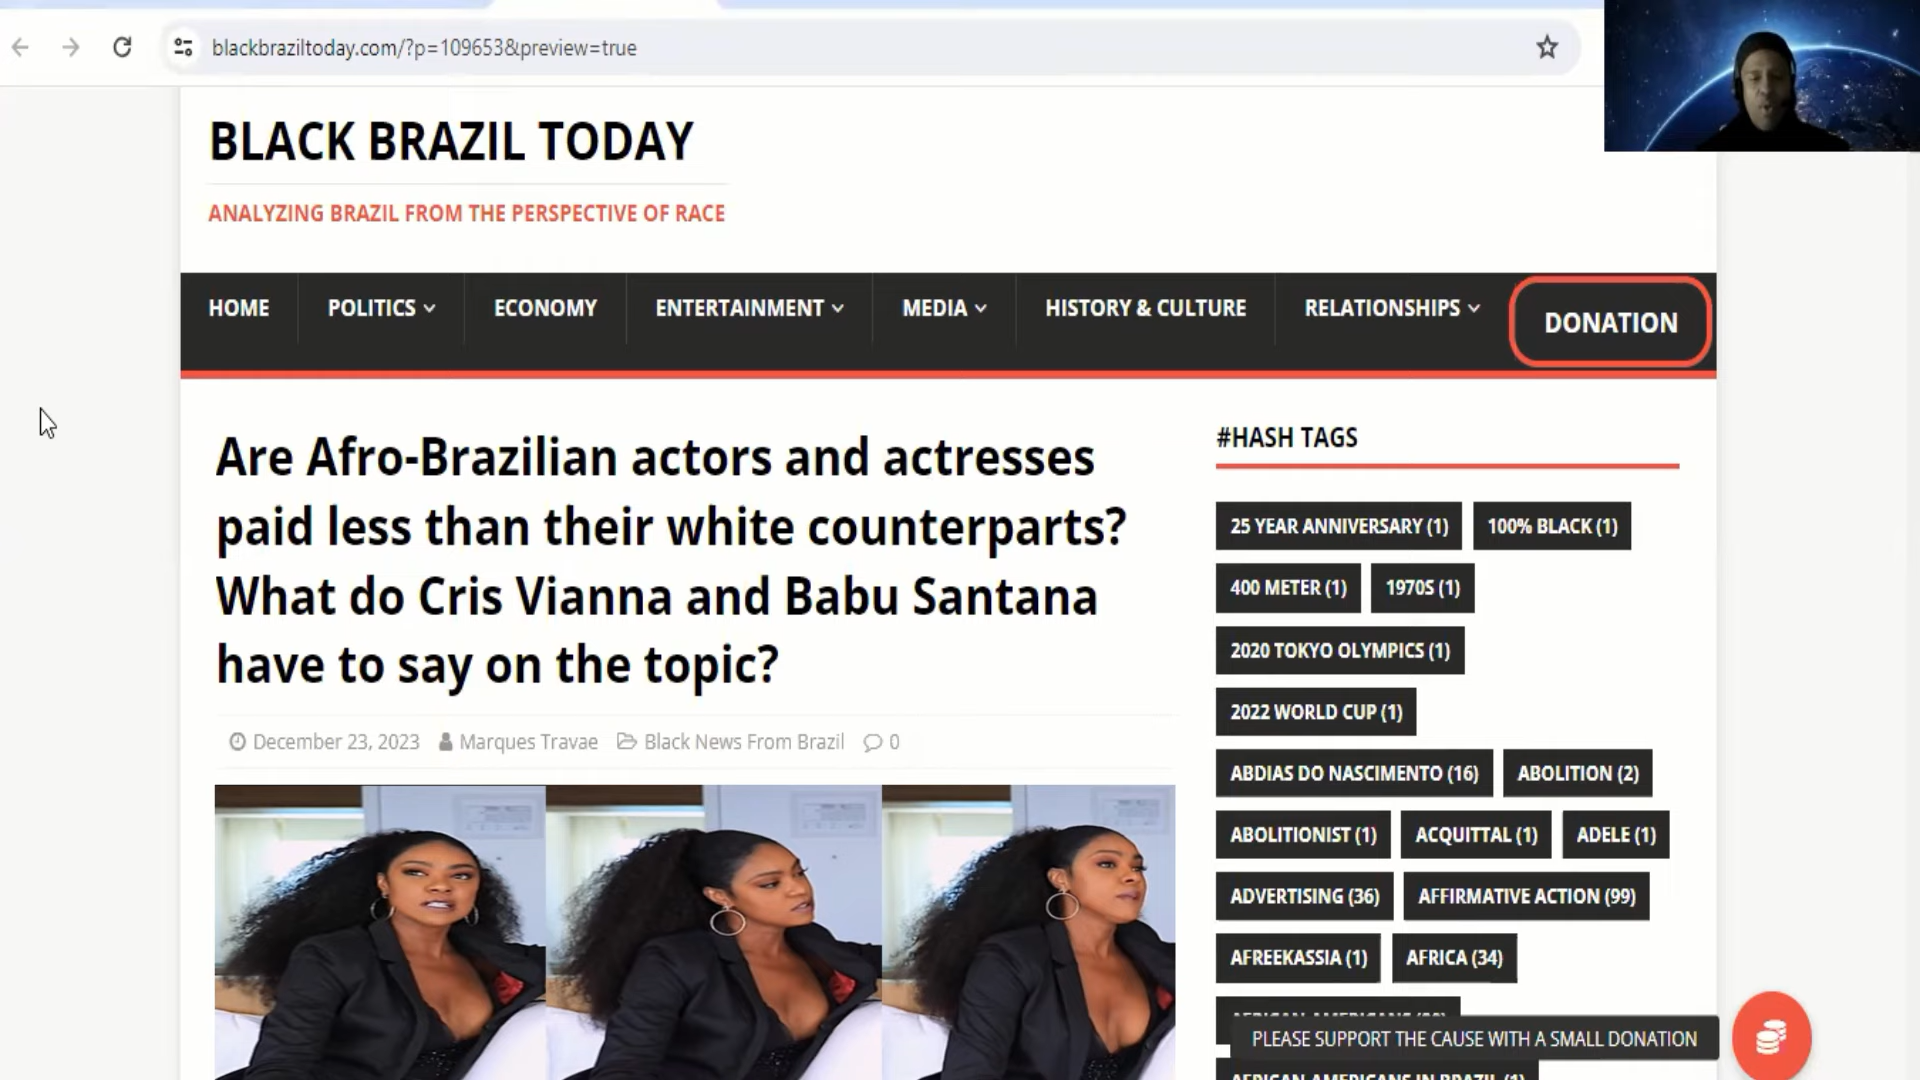 blackbraziltoday.com/?p=109653&preview=true
BLACK BRAZIL TODAY
ANALYZING BRAZIL FROM THE PERSPECTIVE OF RACE
HOME POLITICS ECONOMY ENTERTAINMENT MEDIA HISTORY & CULTURE RELATIONSHIPS DONATION
Are Afro-Brazilian actors and actresses
paid less than their white counterparts?
What do Cris Vianna and Babu Santana
have to say on the topic?
December 23, 2023 Marques Travae Black News From Brazil 0
#HASH TAGS
25 YEAR ANNIVERSARY (1) 100% BLACK (1)
400 METER (1) 1970S (1)
2020 TOKYO OLYMPICS (1)
2022 WORLD CUP (1)
ABDIAS DO NASCIMENTO (16) ABOLITION (2)
ABOLITIONIST (1) ACQUITTAL (1) ADELE (1)
ADVERTISING (36) AFFIRMATIVE ACTION (99)
AFREEKASSIA (1) AFRICA (34)
PLEASE SUPPORT THE CAUSE WITH A SMALL DONATION
AFRICAN AMERICANS IN BRAZIL (1)